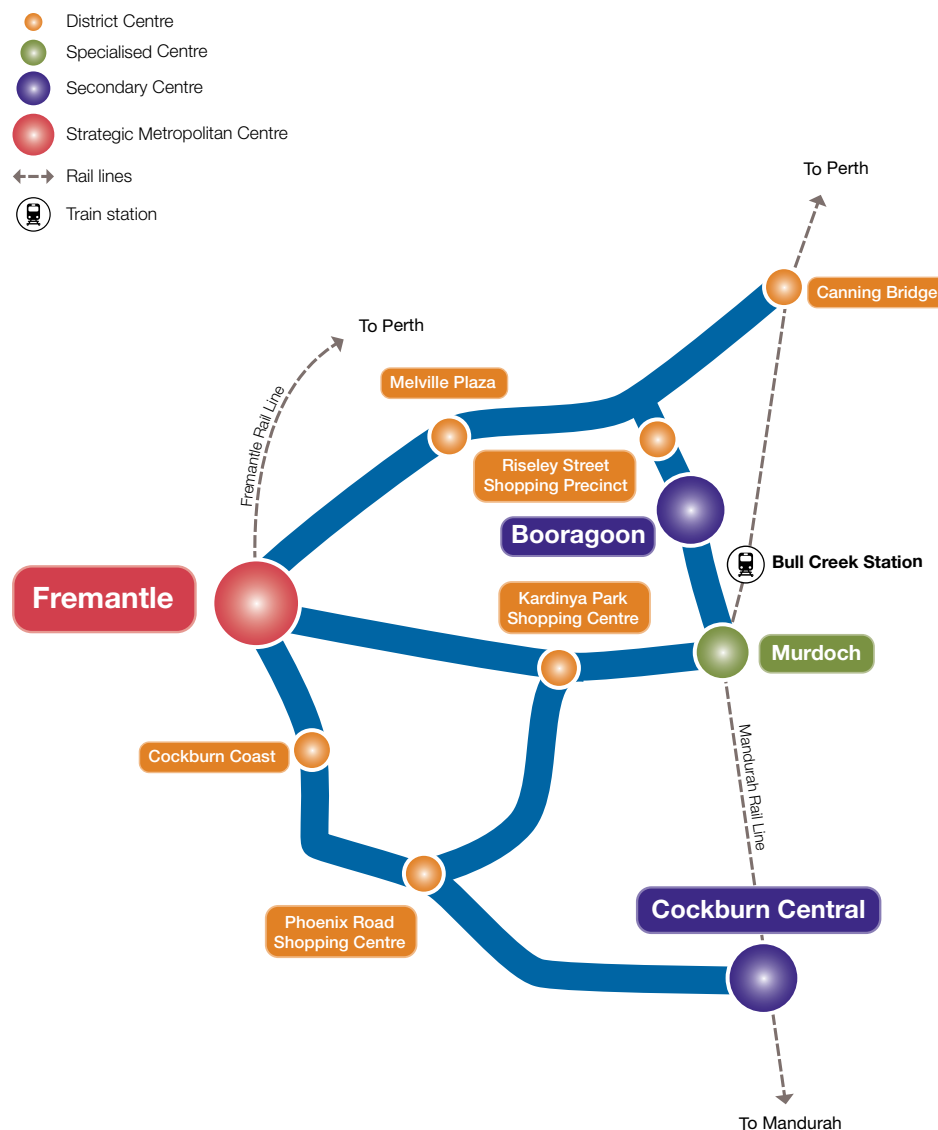 District Centre
Specialised Centre
Secondary Centre
Strategic Metropolitan Centre
Rail lines
Train station
To Perth
Canning Bridge
To Perth
Melville Plaza
Fremantle Rail Line
Riseley Street
Shopping Precinct
Booragoon
Bull Creek Station
Fremantle
Kardinya Park
Shopping Centre
Murdoch
Cockburn Coast
Mandurah Rail Line
Phoenix Road
Shopping Centre
Cockburn Central
To Mandurah